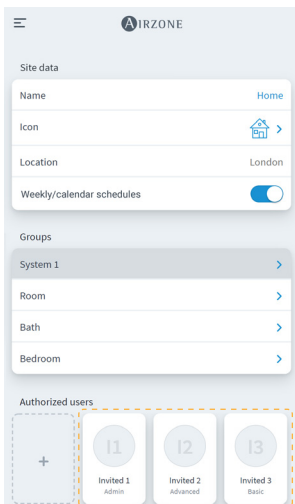 AIRZONE
Site data
Name Home
Icon
Location London
Weekly/calendar schedules
Groups
System 1
Room
Bath
Bedroom
Authorized users
+
I1 I2 I3
Invited 1 Invited 2 Invited 3
Admin Advanced Basic